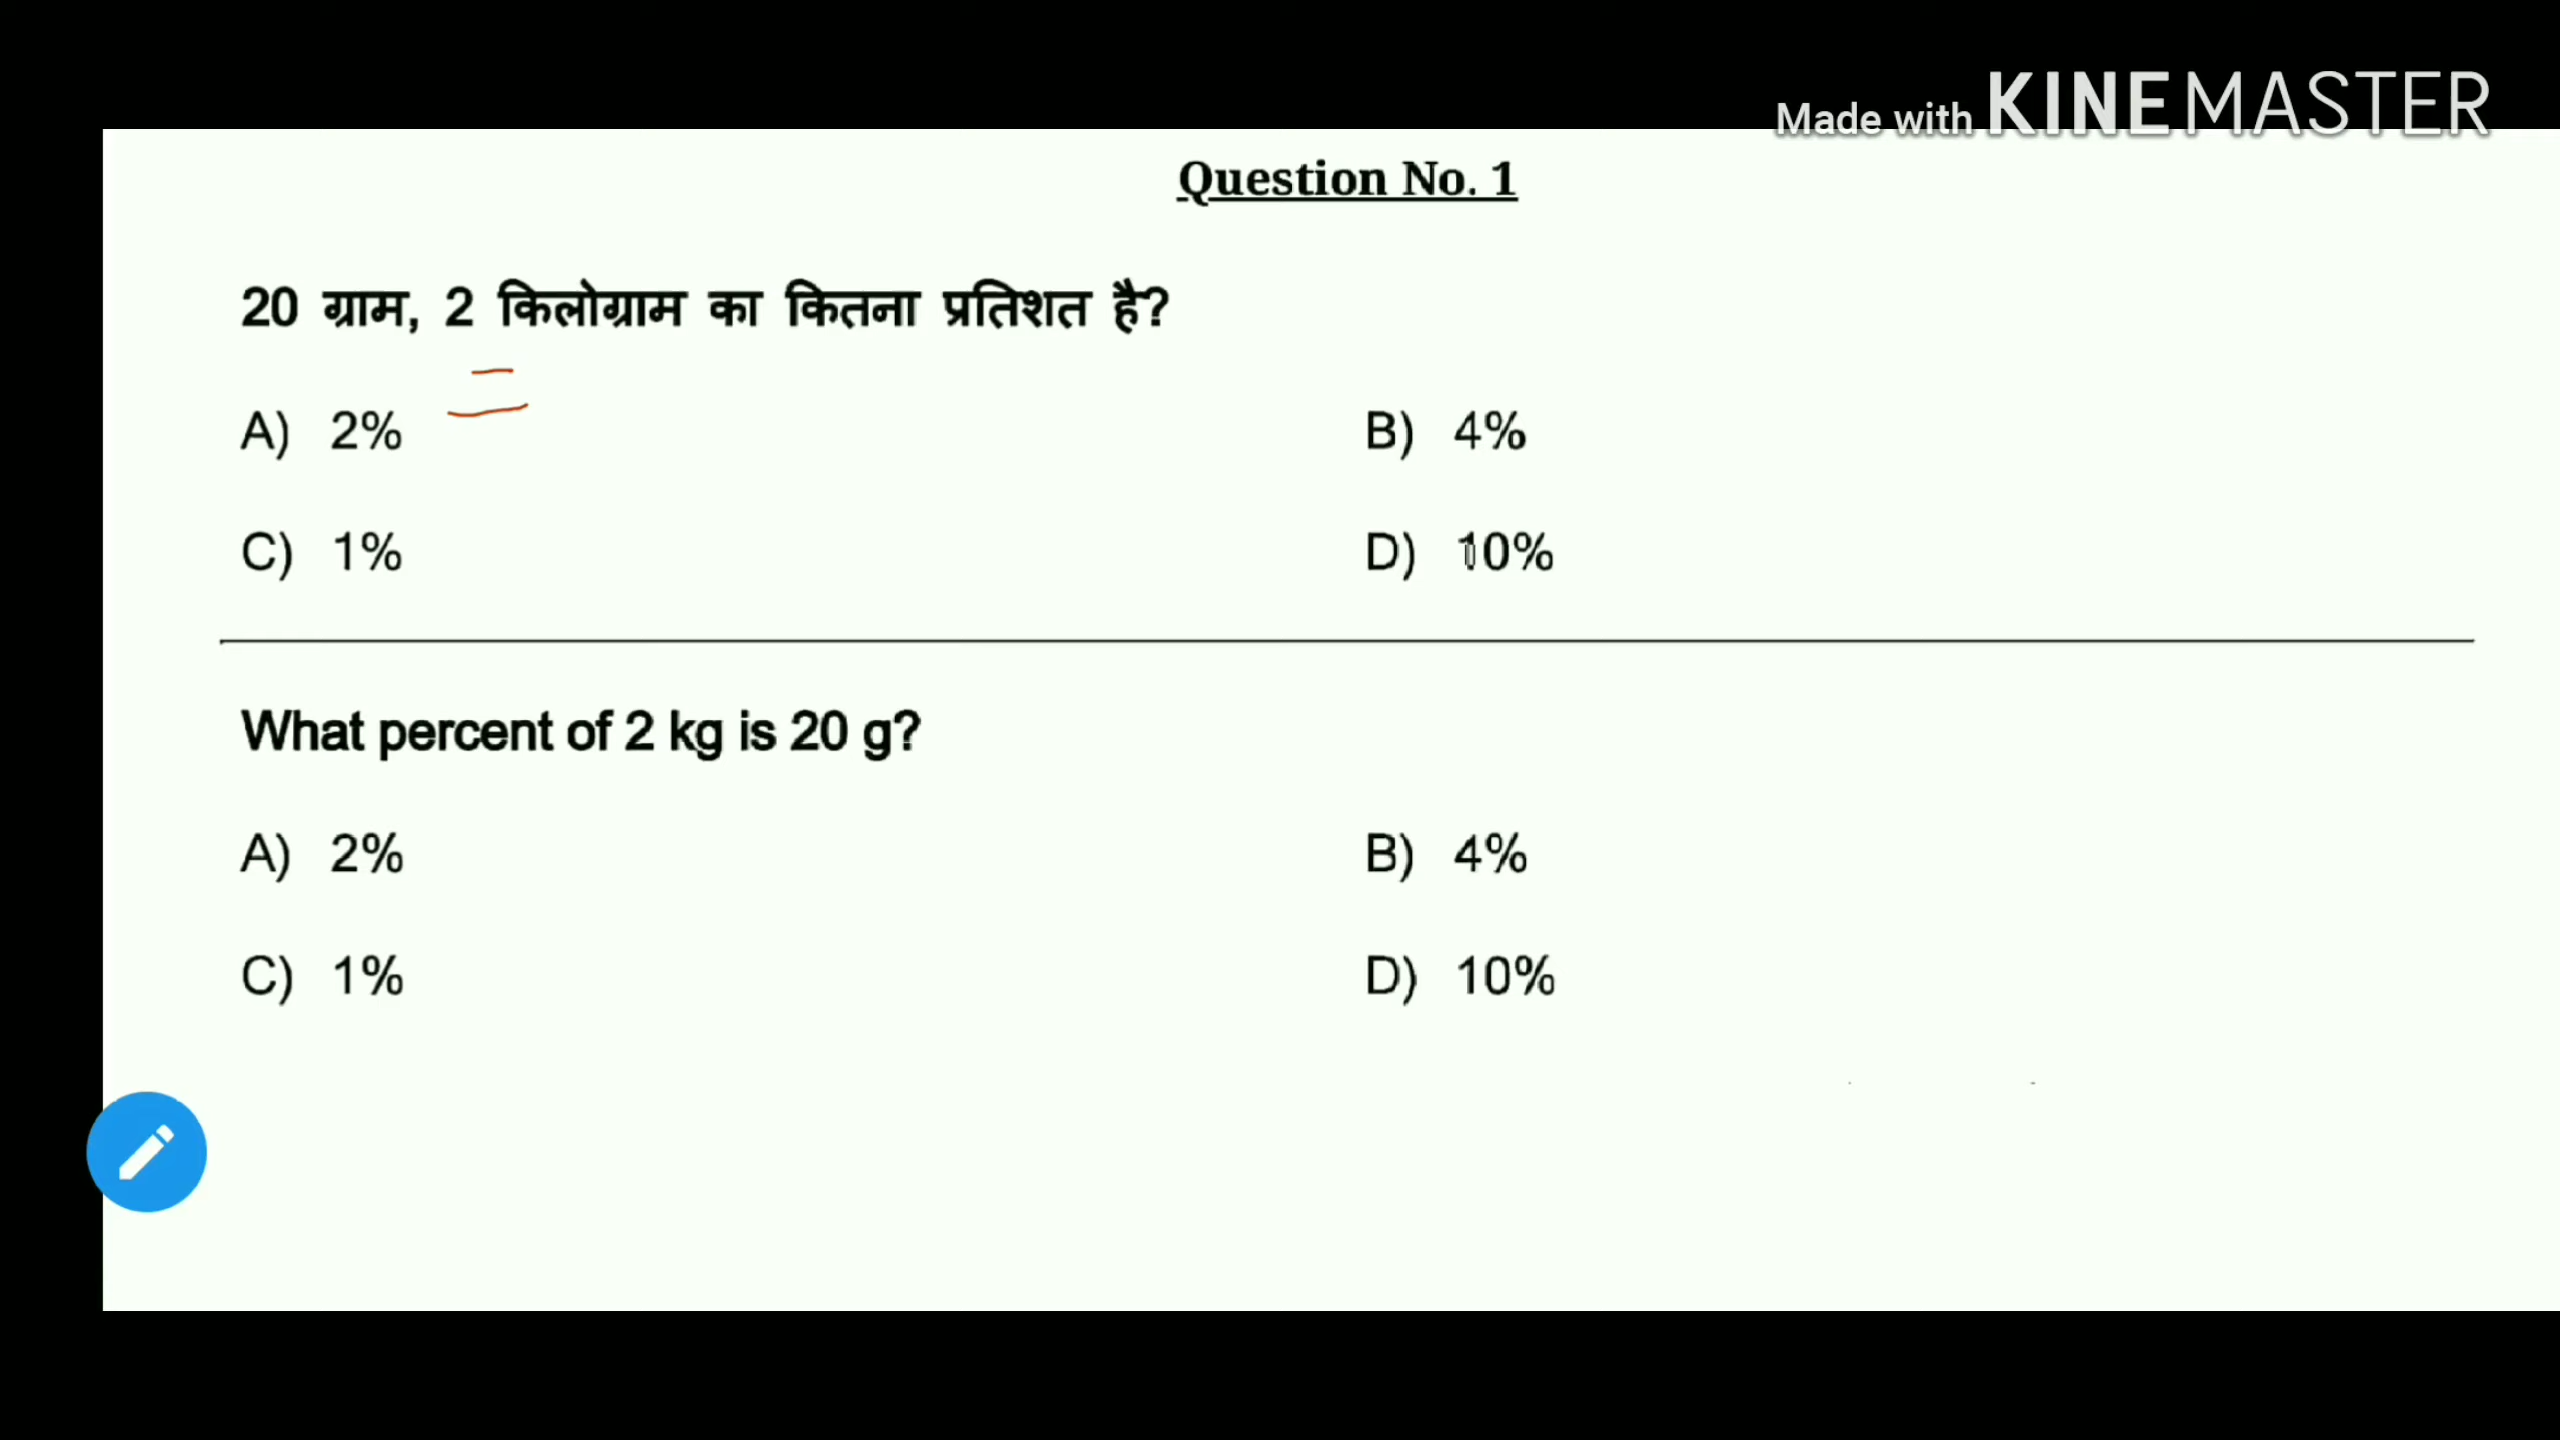 Made with KINEMASTER
Question No. 1
20 ग्राम, 2 किलोग्राम का कितना प्रतिशत है?
A) 2% B) 4%
C) 1% D) 10%
What percent of 2 kg is 20 g?
A) 2% B) 4%
C) 1% D) 10%